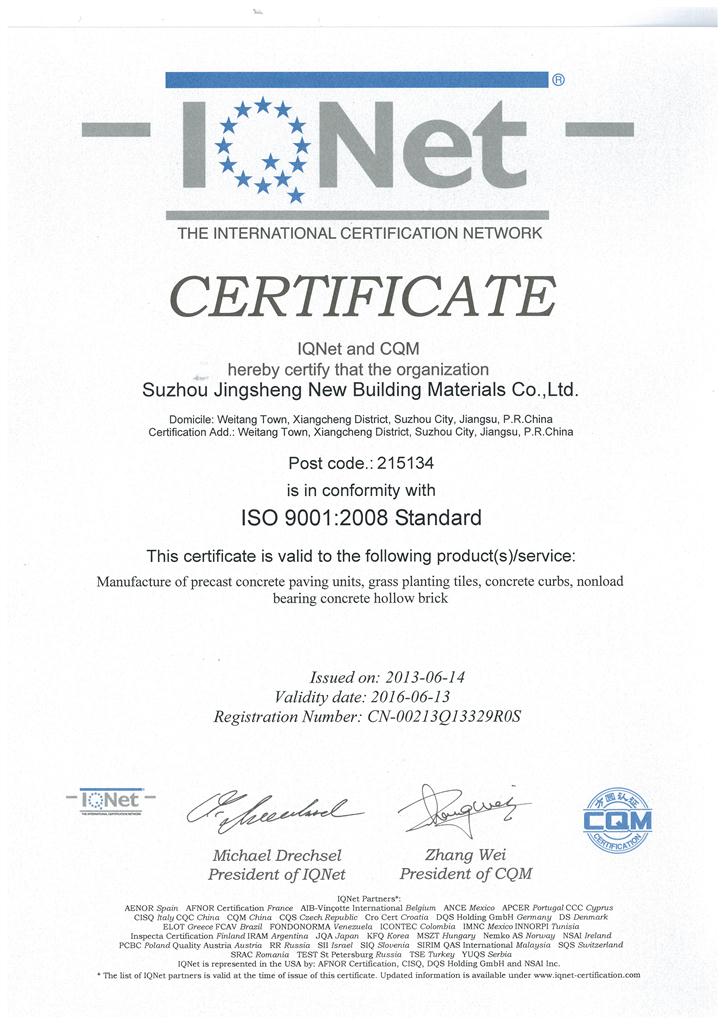 IQNet ®
THE INTERNATIONAL CERTIFICATION NETWORK
CERTIFICATE
IQNet and CQM
hereby certify that the organization
Suzhou Jingsheng New Building Materials Co.,Ltd.
Domicile: Weitang Town, Xiangcheng District, Suzhou City, Jiangsu, P.R.China
Certification Add.: Weitang Town, Xiangcheng District, Suzhou City, Jiangsu, P.R.China
Post code.: 215134
is in conformity with
ISO 9001:2008 Standard
This certificate is valid to the following product(s)/service:
Manufacture of precast concrete paving units, grass planting tiles, concrete curbs, nonload
bearing concrete hollow brick
Issued on: 2013-06-14
Validity date: 2016-06-13
Registration Number: CN-00213Q13329R0S
IQNet
THE INTERNATIONAL CERTIFICATION NETWORK
Zhang Wei
方圆认证
CQM
CERTIFICATION
Michael Drechsel
President of IQNet
Zhang Wei
President of CQM
IQNet Partners*:
AENOR Spain AFNOR Certification France AIB-Vinçotte International Belgium ANCE Mexico APCER Portugal CCC Cyprus
CISQ Italy CQC China CQM China CQS Czech Republic Cro Cert Croatia DQS Holding GmbH Germany DS Denmark
ELOT Greece FCAV Brazil FONDONORMA Venezuela ICONTEC Colombia IMNC Mexico INNORPI Tunisia
Inspecta Certification Finland IRAM Argentina JQA Japan KFQ Korea MSZT Hungary Nemko AS Norway NSAI Ireland
PCBC Poland Quality Austria Austria RR Russia SII Israel SIQ Slovenia SIRIM QAS International Malaysia SQS Switzerland
SRAC Romania TEST St Petersburg Russia TSE Turkey YUQS Serbia
IQNet is represented in the USA by: AFNOR Certification, CISQ, DQS Holding GmbH and NSAI Inc.
* The list of IQNet partners is valid at the time of issue of this certificate. Updated information is available under www.iqnet-certification.com